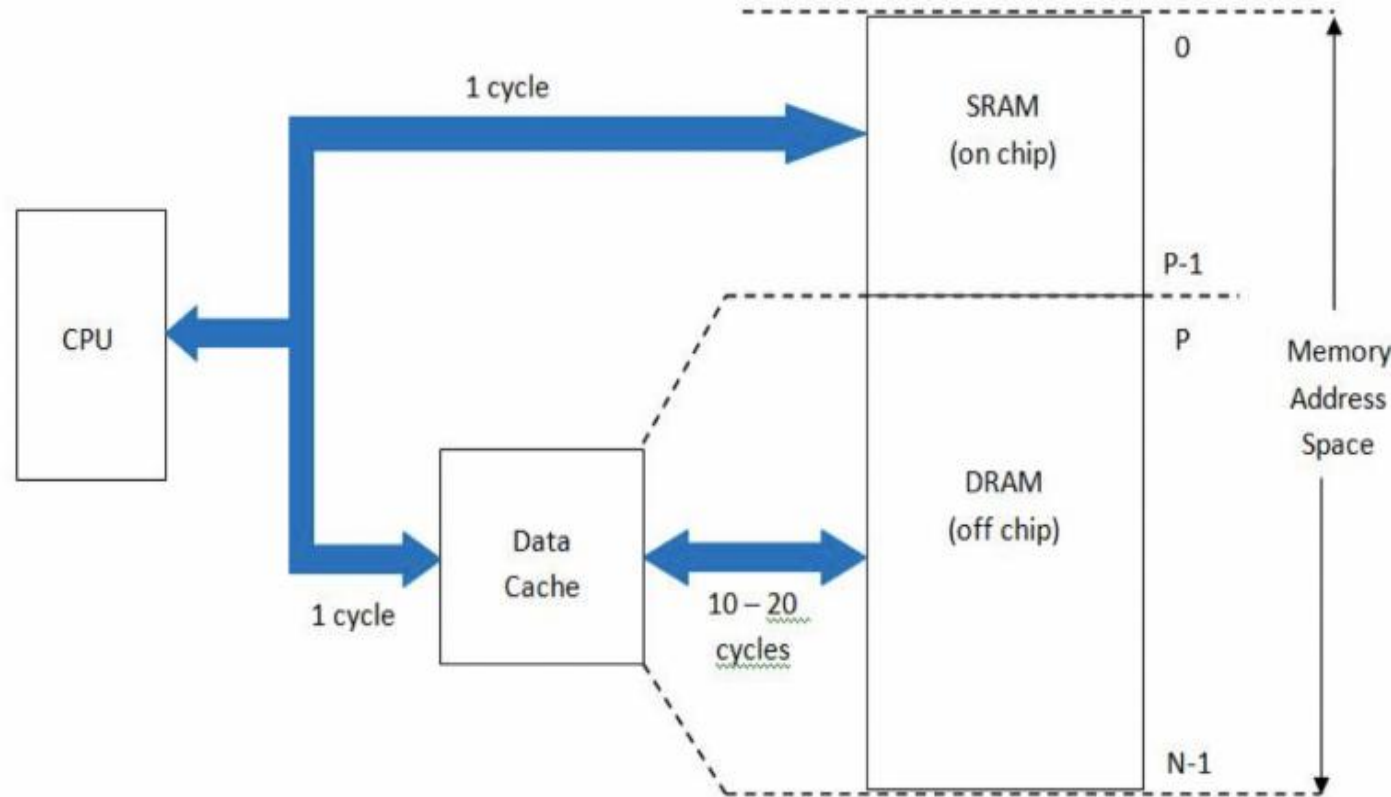 0
1 cycle
SRAM
(on chip)
P-1
CPU
P
Memory
Address
Space
DRAM
(off chip)
Data
Cache
10 – 20
cycles
1 cycle
N-1